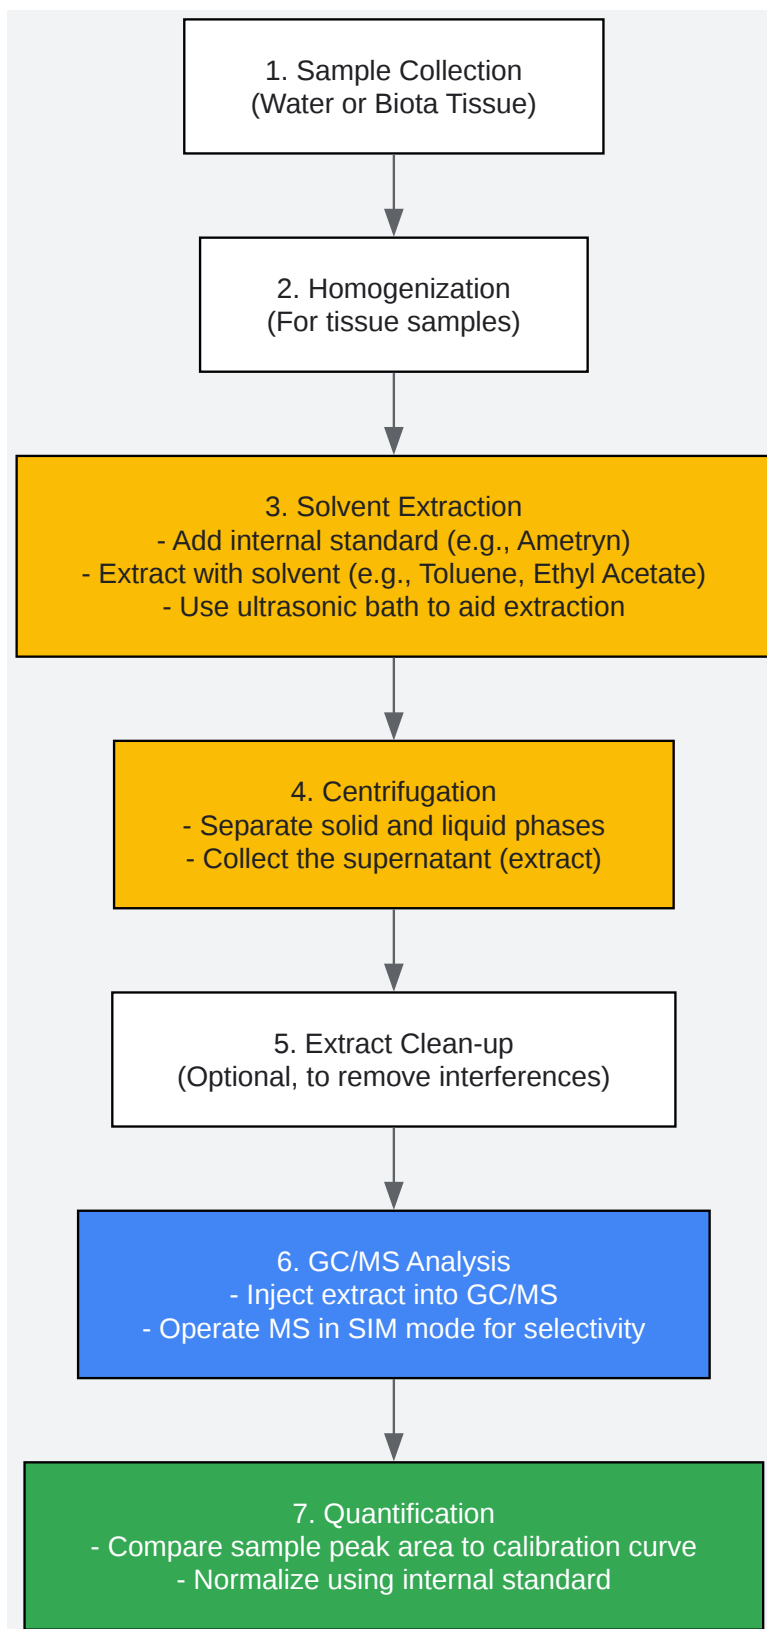 1. Sample Collection
(Water or Biota Tissue)
2. Homogenization
(For tissue samples)
3. Solvent Extraction
- Add internal standard (e.g., Ametryn)
- Extract with solvent (e.g., Toluene, Ethyl Acetate)
- Use ultrasonic bath to aid extraction
4. Centrifugation
- Separate solid and liquid phases
- Collect the supernatant (extract)
5. Extract Clean-up
(Optional, to remove interferences)
6. GC/MS Analysis
- Inject extract into GC/MS
- Operate MS in SIM mode for selectivity
7. Quantification
- Compare sample peak area to calibration curve
- Normalize using internal standard